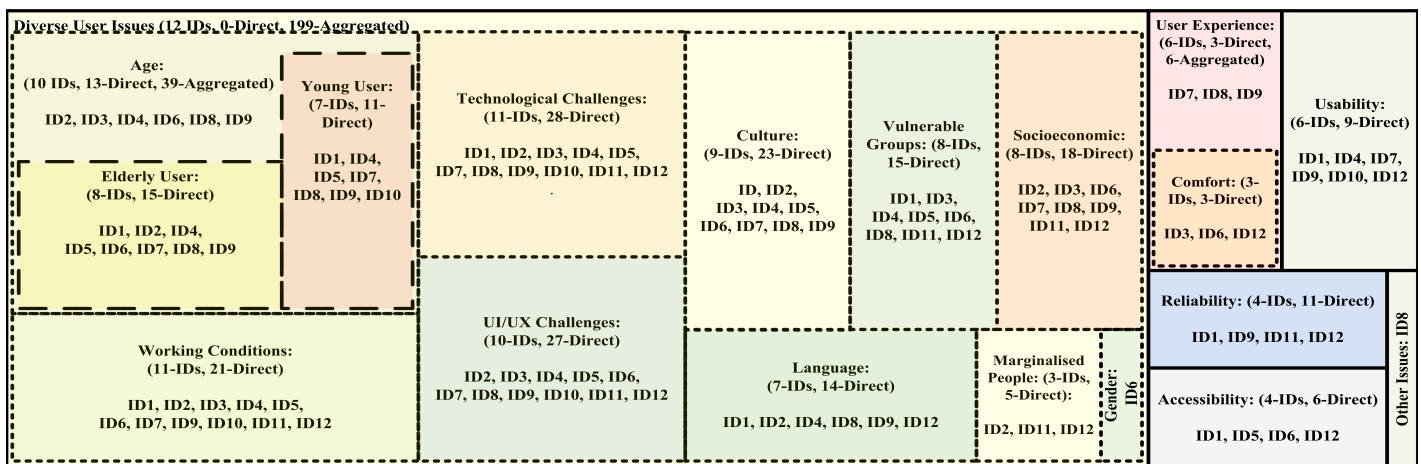 Diverse User Issues (12 IDs, 0-Direct, 199-Aggregated)
Age:
(10 IDs, 13-Direct, 39-Aggregated)
ID2, ID3, ID4, ID6, ID8, ID9
Young User:
(7-IDs, 11-
Direct)
ID1, ID4,
ID5, ID7,
ID8, ID9, ID10
Elderly User:
(8-IDs, 15-Direct)
ID1, ID2, ID4,
ID5, ID6, ID7, ID8, ID9
Working Conditions:
(11-IDs, 21-Direct)
ID1, ID2, ID3, ID4, ID5,
ID6, ID7, ID9, ID10, ID11, ID12
Technological Challenges:
(11-IDs, 28-Direct)
ID1, ID2, ID3, ID4, ID5,
ID7, ID8, ID9, ID10, ID11, ID12
.
UI/UX Challenges:
(10-IDs, 27-Direct)
ID2, ID3, ID4, ID5, ID6,
ID7, ID8, ID9, ID10, ID11, ID12
Culture:
(9-IDs, 23-Direct)
ID, ID2,
ID3, ID4, ID5,
ID6, ID7, ID8, ID9
Vulnerable
Groups: (8-IDs,
15-Direct)
ID1, ID3,
ID4, ID5, ID6,
ID8, ID11, ID12
Socioeconomic:
(8-IDs, 18-Direct)
ID2, ID3, ID6,
ID7, ID8, ID9,
ID11, ID12
Language:
(7-IDs, 14-Direct)
ID1, ID2, ID4, ID8, ID9, ID12
Marginalised
People: (3-IDs,
5-Direct):
ID2, ID11, ID12
Gender:
ID6
User Experience:
(6-IDs, 3-Direct,
6-Aggregated)
ID7, ID8, ID9
Comfort: (3-
IDs, 3-Direct)
ID3, ID6, ID12
Usability:
(6-IDs, 9-Direct)
ID1, ID4, ID7,
ID9, ID10, ID12
Reliability: (4-IDs, 11-Direct)
ID1, ID9, ID11, ID12
Accessibility: (4-IDs, 6-Direct)
ID1, ID5, ID6, ID12
Other Issues: ID8